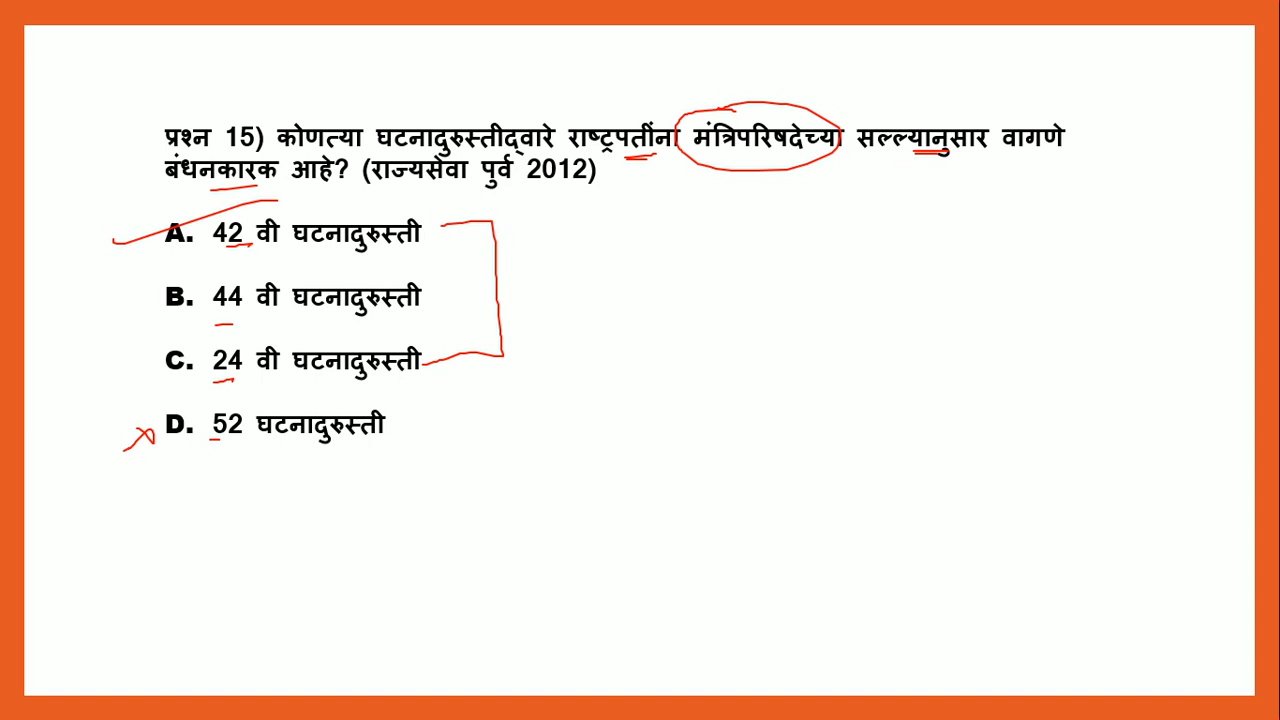 प्रश्न 15) कोणत्या घटनादुरुस्तीद्वारे राष्ट्रपतींना मंत्रिपरिषदेच्या सल्ल्यानुसार वागणे
बंधनकारक आहे? (राज्यसेवा पुर्व 2012)
A. 42 वी घटनादुरुस्ती
B. 44 वी घटनादुरुस्ती
C. 24 वी घटनादुरुस्ती
D. 52 घटनादुरुस्ती